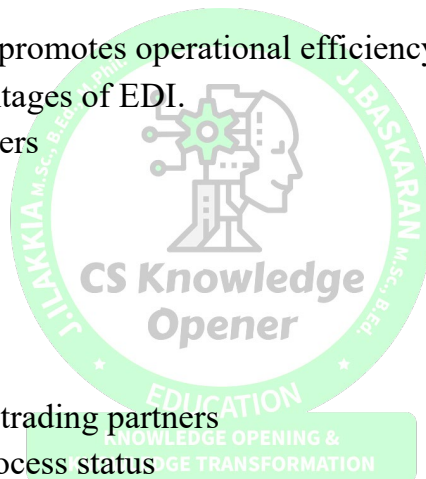 promotes operational efficiency
tages of EDI.
ers
J.ILAKKIA M.Sc., B.Ed., M.Phil
J.BASKARAN M.Sc., B.Ed.
CS Knowledge
Opener
EDUCATION
trading partners
KNOWLEDGE OPENING &
ocess status
KNOWLEDGE TRANSFORMATION